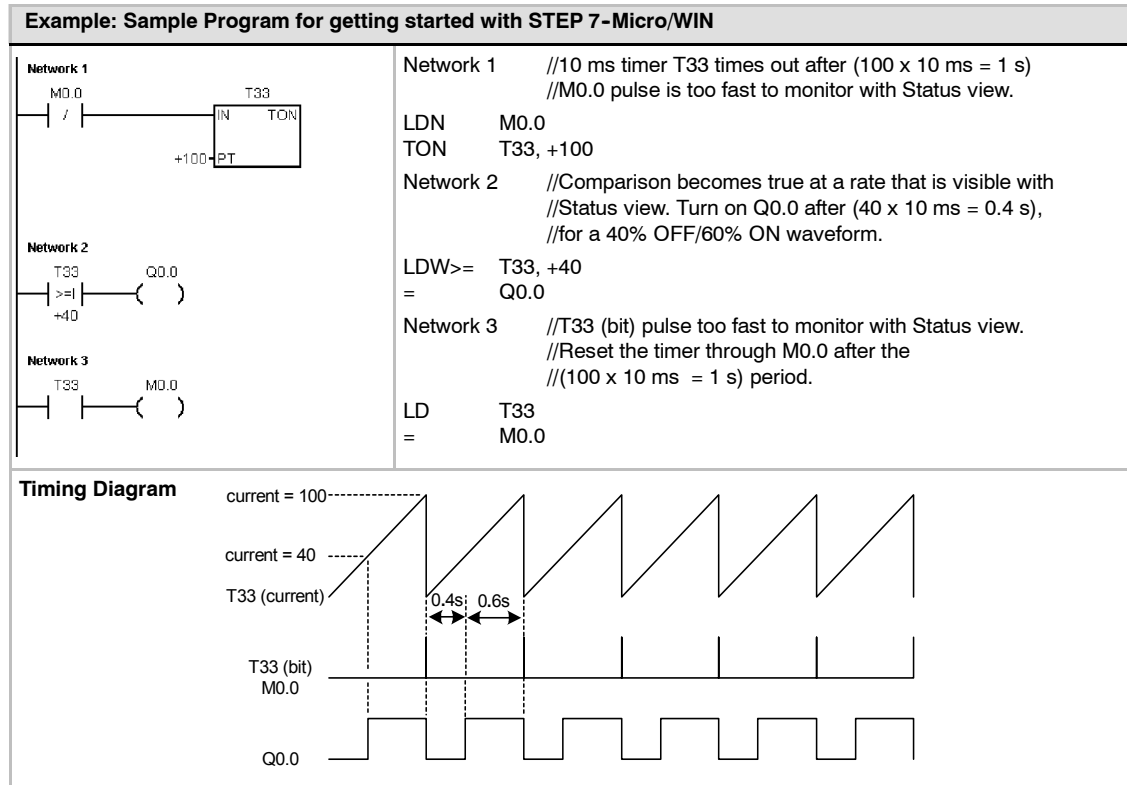 Example: Sample Program for getting started with STEP 7-Micro/WIN
Network 1
M0.0
T33
/
IN TON
+100 PT
Network 2
T33 Q0.0
>=I
+40
Network 3
T33 M0.0
Network 1 //10 ms timer T33 times out after (100 x 10 ms = 1 s)
//M0.0 pulse is too fast to monitor with Status view.
LDN M0.0
TON T33, +100
Network 2 //Comparison becomes true at a rate that is visible with
//Status view. Turn on Q0.0 after (40 x 10 ms = 0.4 s),
//for a 40% OFF/60% ON waveform.
LDW>= T33, +40
= Q0.0
Network 3 //T33 (bit) pulse too fast to monitor with Status view.
//Reset the timer through M0.0 after the
//(100 x 10 ms = 1 s) period.
LD T33
= M0.0
Timing Diagram
current = 100
current = 40
T33 (current)
0.4s 0.6s
T33 (bit)
M0.0
Q0.0